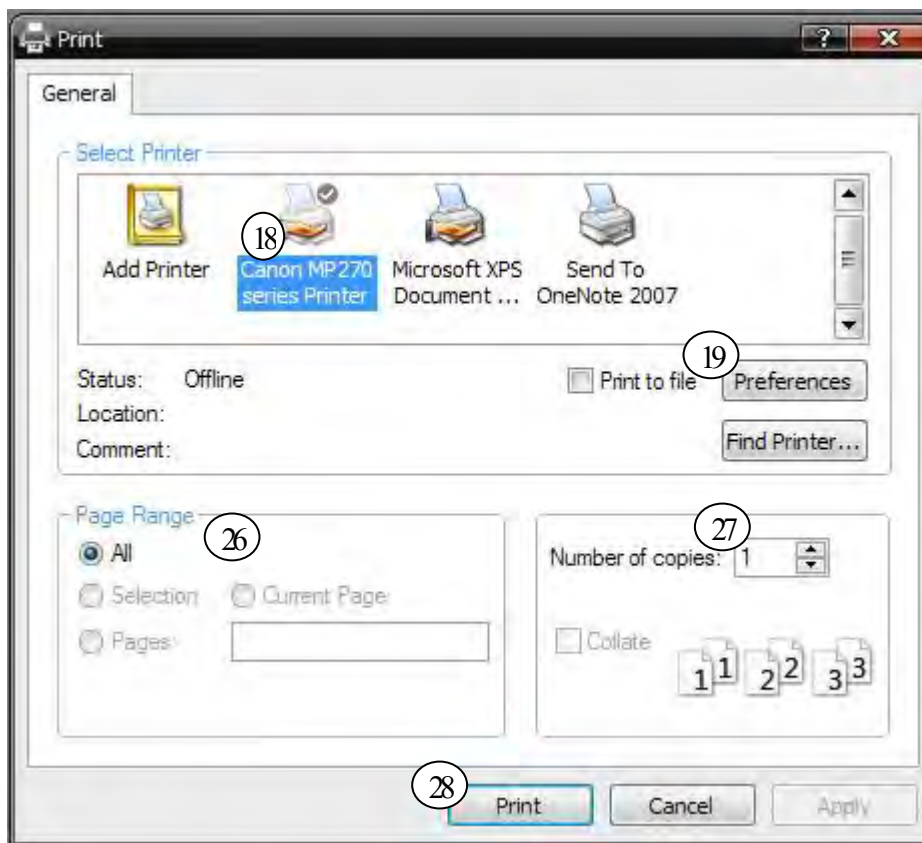 Print
?
X
General
Select Printer
18
Add Printer
Canon MP270
series Printer
Microsoft XPS
Document ...
Send To
OneNote 2007
19
Status: Offline
Print to file
Preferences
Location:
Comment:
Find Printer...
Page Range
26
All
Selection Current Page
Pages:
27
Number of copies: 1
Collate
1 1 2 2 3 3
28
Print
Cancel
Apply